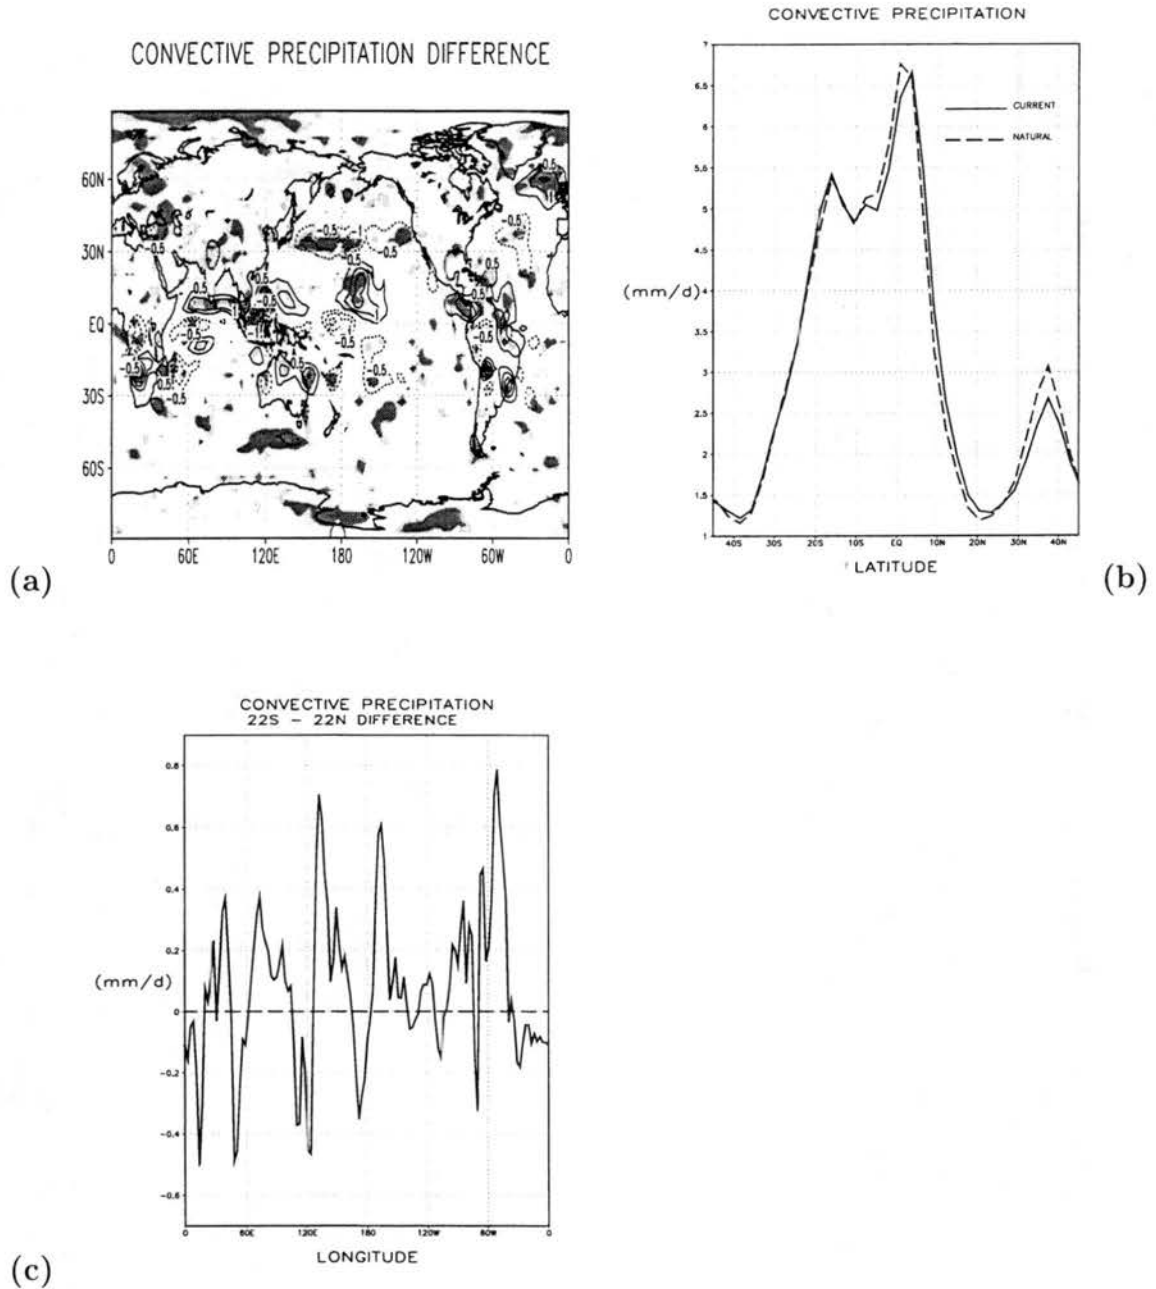 CONVECTIVE PRECIPITATION DIFFERENCE
60N
30N
EQ
30S
60S
0 60E 120E 180 120W 60W 0
(a)
CONVECTIVE PRECIPITATION
7
6.5
6
5.5
5
4.5
4
3.5
3
2.5
2
1.5
1
CURRENT
NATURAL
(mm/d)
40S 30S 20S 10S EQ 10N 20N 30N 40N
LATITUDE
(b)
CONVECTIVE PRECIPITATION
22S - 22N DIFFERENCE
0.8
0.6
0.4
0.2
(mm/d)
0
-0.2
-0.4
-0.6
0 60E 120E 180 120W 60W 0
LONGITUDE
(c)